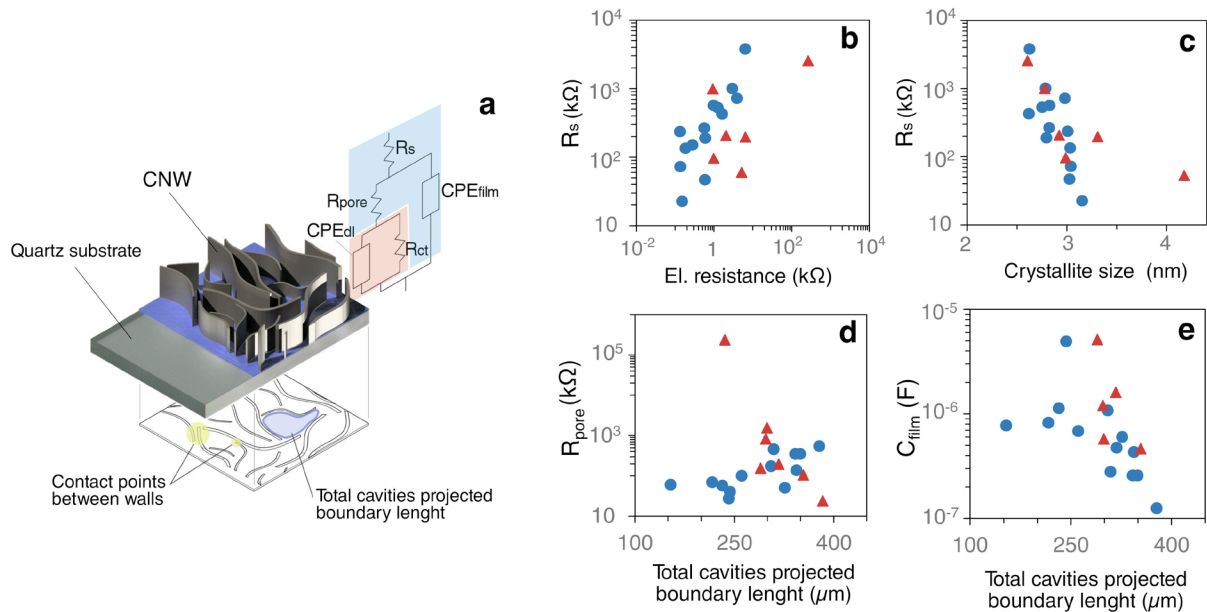 a
CNW
Quartz substrate
Rs
Rpore
CPEfilm
CPEdl
Rct
Contact points
between walls
Total cavities projected
boundary lenght
b
Rs (kΩ)
10⁴
10³
10²
10
10⁻² 1 10² 10⁴
El. resistance (kΩ)
c
Rs (kΩ)
10⁴
10³
10²
10
2 3 4
Crystallite size (nm)
d
Rpore (kΩ)
10⁵
10³
10
100 250 400
Total cavities projected
boundary lenght (µm)
e
Cfilm (F)
10⁻⁵
10⁻⁶
10⁻⁷
100 250 400
Total cavities projected
boundary lenght (µm)